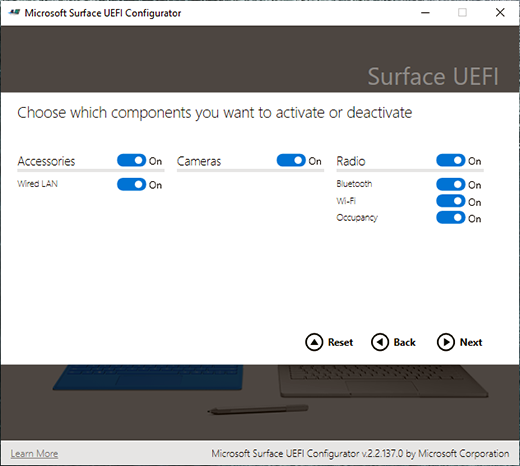 Microsoft Surface UEFI Configurator
Surface UEFI
Choose which components you want to activate or deactivate
Accessories On Cameras On Radio On
Wired LAN On Bluetooth On
Wi-Fi On
Occupancy On
Reset Back Next
Learn More Microsoft Surface UEFI Configurator v.2.2.137.0 by Microsoft Corporation